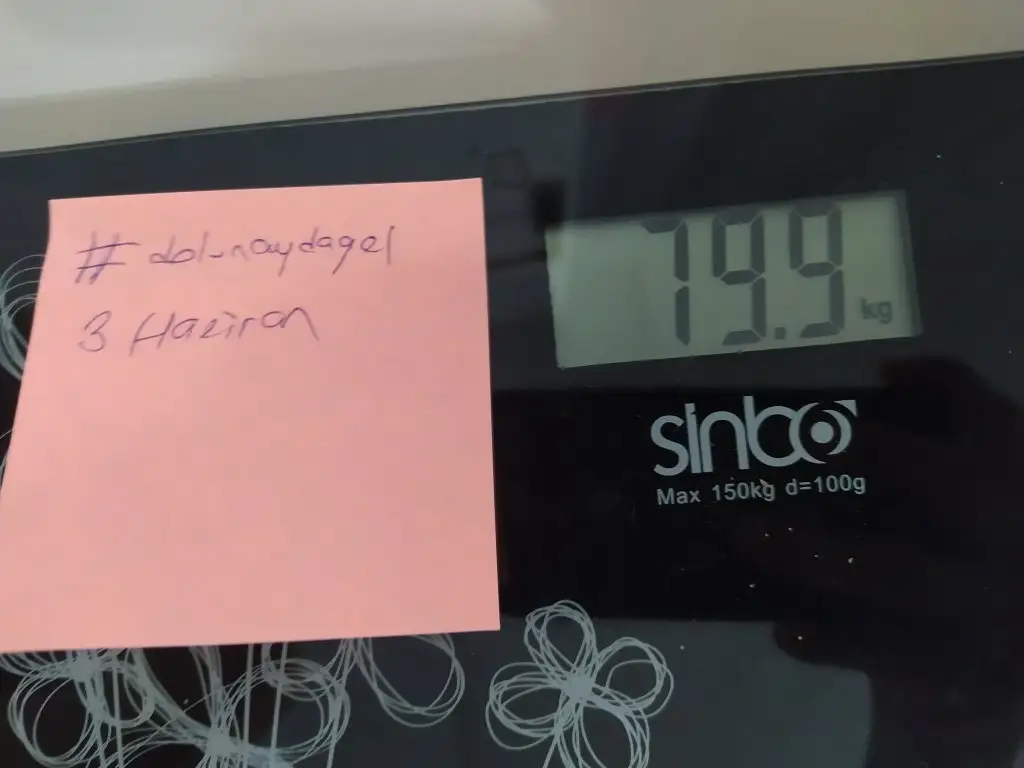 #dolunaydagel
3 Haziran
79.9 kg
sinbo
Max 150kg d=100g